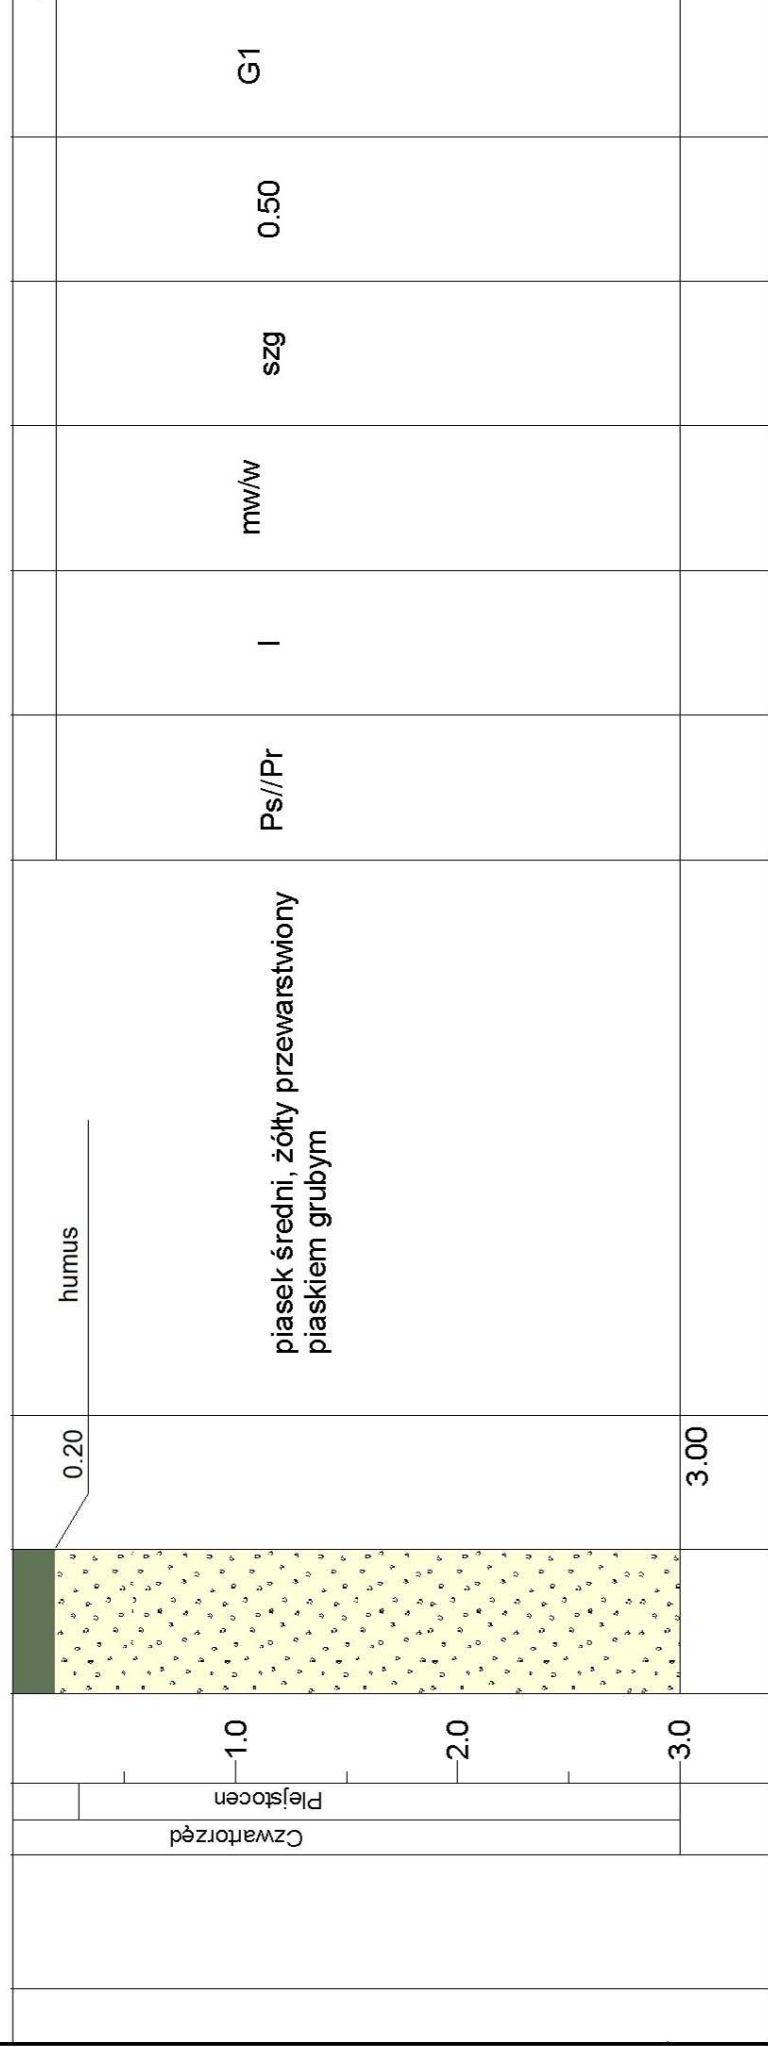 Czwartorzęd
Plejstocen
1.0
2.0
3.0
0.20
3.00
humus
piasek średni, żółty przewarstwiony
piaskiem grubym
Ps//Pr
I
mw/w
szg
0.50
G1